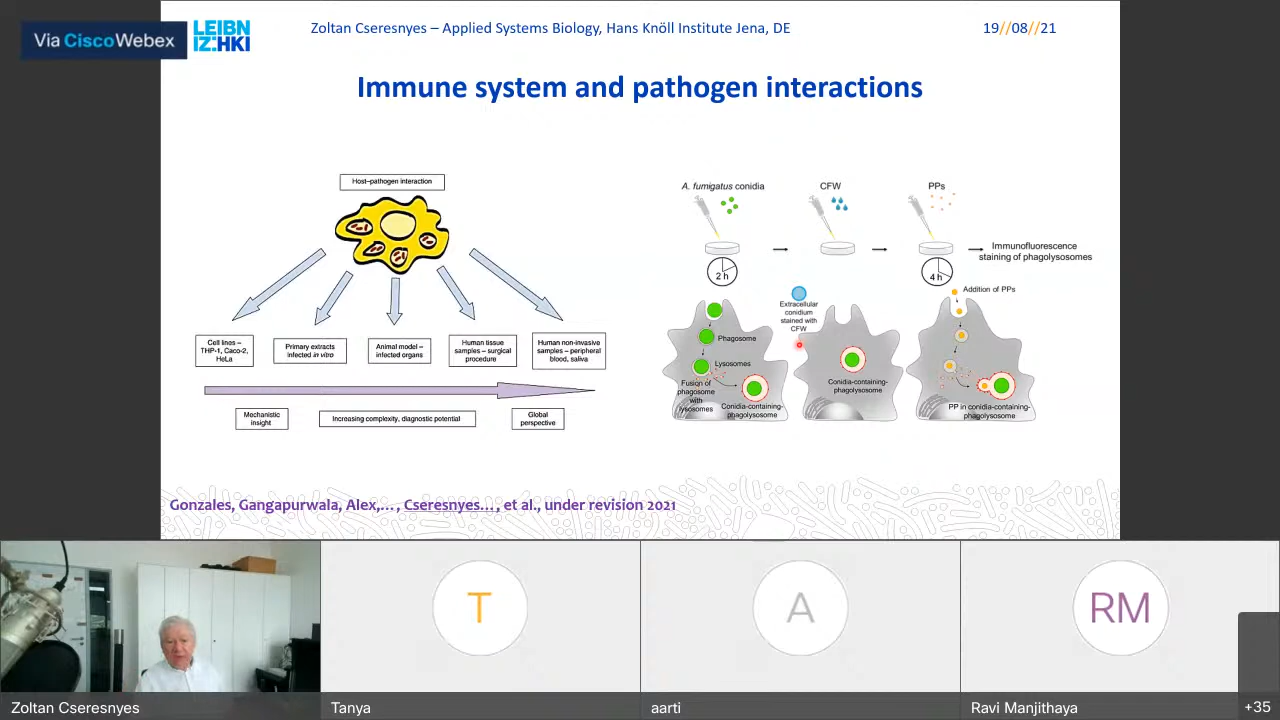 Via Cisco Webex
LEIBN
IZ:HKI
Zoltan Cseresnyes – Applied Systems Biology, Hans Knöll Institute Jena, DE
19//08//21
Immune system and pathogen interactions
Host–pathogen interaction
Cell lines –
THP-1, Caco-2,
HeLa
Primary extracts
infected in vitro
Animal model –
infected organs
Human tissue
samples – surgical
procedure
Human non-invasive
samples – peripheral
blood, saliva
Mechanistic
insight
Increasing complexity, diagnostic potential
Global
perspective
A. fumigatus conidia
CFW
PPs
2 h
4 h
Immunofluorescence
staining of phagolysosomes
Addition of PPs
Extracellular
conidium
stained with
CFW
Phagosome
Lysosomes
Fusion of
phagosome
with
lysosomes
Conidia-containing-
phagolysosome
Conidia-containing-
phagolysosome
PP in conidia-containing-
phagolysosome
Gonzales, Gangapurwala, Alex,..., Cseresnyes..., et al., under revision 2021
T
A
RM
Zoltan Cseresnyes
Tanya
aarti
Ravi Manjithaya
+35